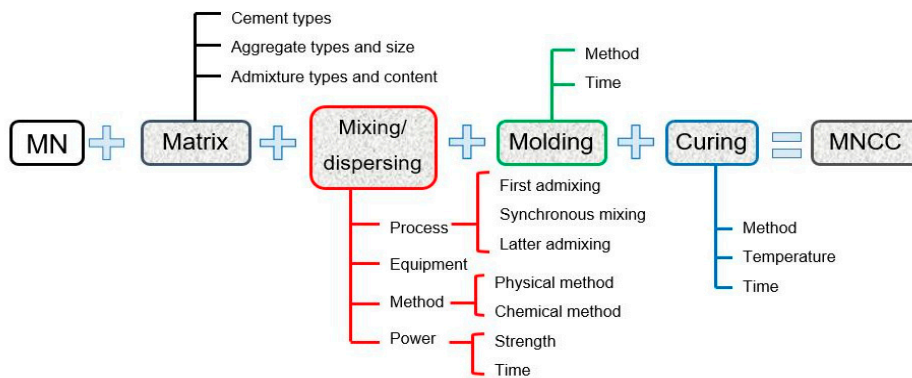 Cement types
Aggregate types and size
Admixture types and content
Method
Time
MN + Matrix + Mixing/
dispersing + Molding + Curing = MNCC
Process
First admixing
Synchronous mixing
Latter admixing
Equipment
Method
Physical method
Chemical method
Power
Strength
Time
Method
Temperature
Time